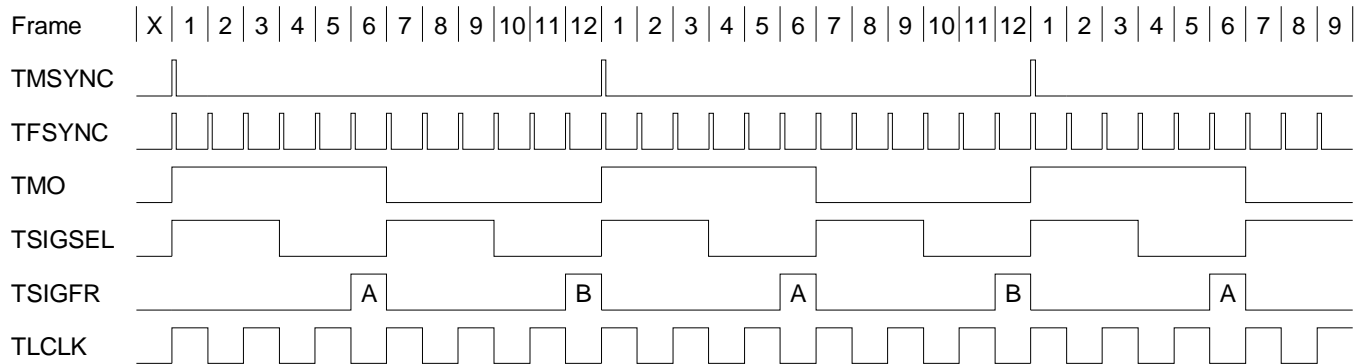 Frame X 1 2 3 4 5 6 7 8 9 10 11 12 1 2 3 4 5 6 7 8 9 10 11 12 1 2 3 4 5 6 7 8 9
TMSYNC
TFSYNC
TMO
TSIGSEL
TSIGFR A B A B A
TLCLK